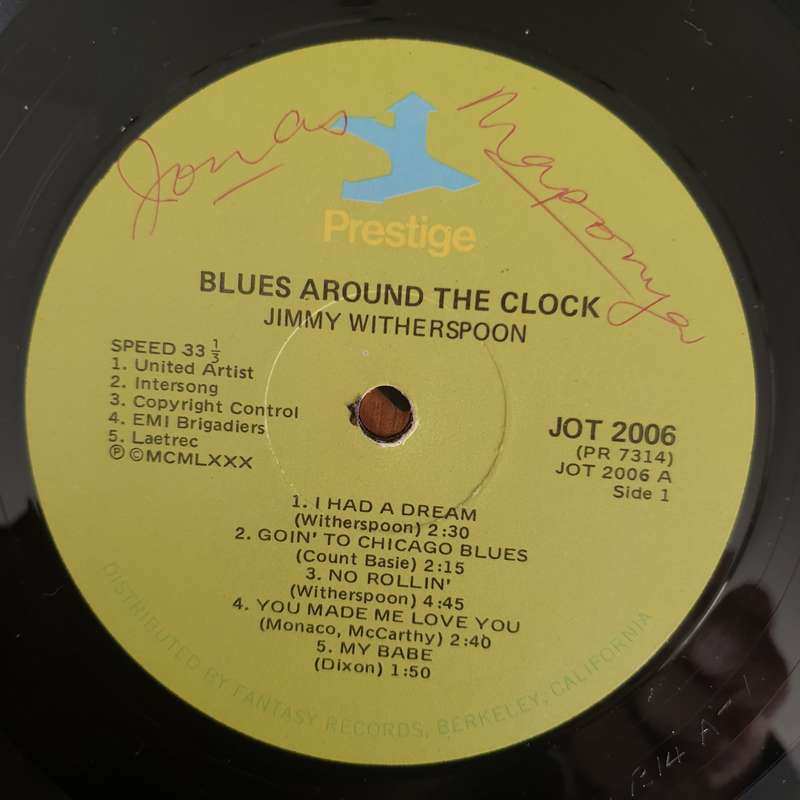 Jonas Maponya
Prestige
BLUES AROUND THE CLOCK
JIMMY WITHERSPOON
SPEED 33 1/3
1. United Artist
2. Intersong
3. Copyright Control
4. EMI Brigadiers
5. Laetrec
Ⓟ ©MCMLXXX
JOT 2006
(PR 7314)
JOT 2006 A
Side 1
1. I HAD A DREAM
(Witherspoon) 2:30
2. GOIN' TO CHICAGO BLUES
(Count Basie) 2:15
3. NO ROLLIN'
(Witherspoon) 4:45
4. YOU MADE ME LOVE YOU
(Monaco, McCarthy) 2:40
5. MY BABE
(Dixon) 1:50
DISTRIBUTED BY FANTASY RECORDS, BERKELEY, CALIFORNIA